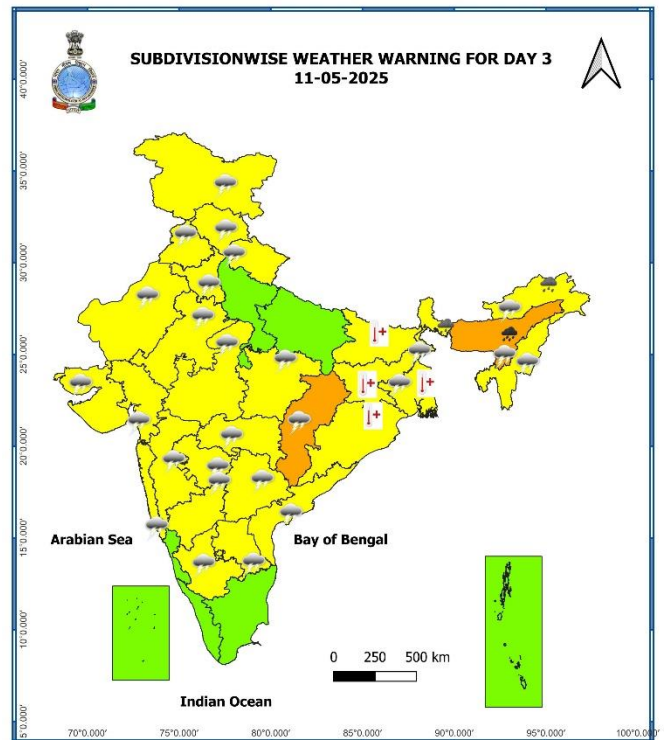 SUBDIVISIONWISE WEATHER WARNING FOR DAY 3
11-05-2025
40°0.000'
35°0.000'
30°0.000'
25°0.000'
20°0.000'
15°0.000'
10°0.000'
5°0.000'
Arabian Sea
Bay of Bengal
0 250 500 km
Indian Ocean
70°0.000' 75°0.000' 80°0.000' 85°0.000' 90°0.000' 95°0.000' 100°0.000'